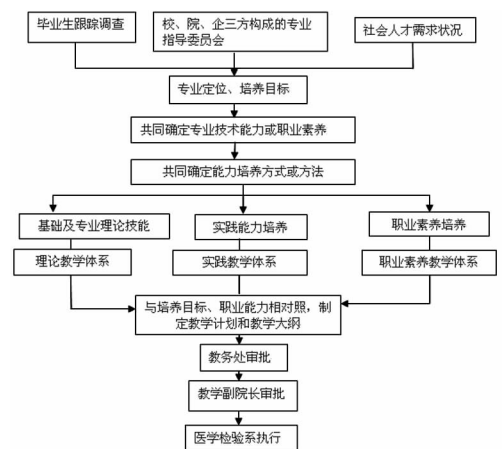 毕业生跟踪调查
校、院、企三方构成的专业
指导委员会
社会人才需求状况
专业定位、培养目标
共同确定专业技术能力或职业素养
共同确定能力培养方式或方法
基础及专业理论技能
实践能力培养
职业素养培养
理论教学体系
实践教学体系
职业素养教学体系
与培养目标、职业能力相对照，制
定教学计划和教学大纲
教务处审批
教学副院长审批
医学检验系执行